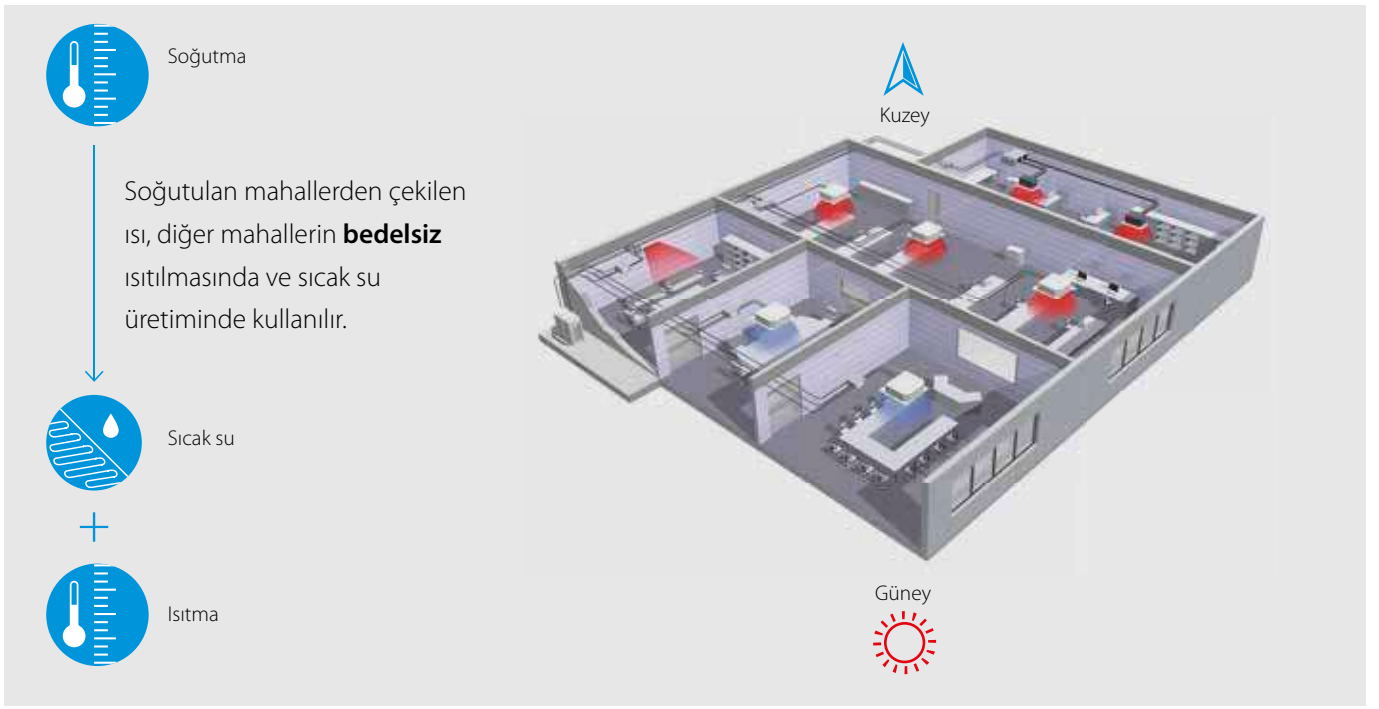 Soğutma
Soğutulan mahallerden çekilen
ısı, diğer mahallerin bedelsiz
ısıtılmasında ve sıcak su
üretiminde kullanılır.
Sıcak su
+
Isıtma
Kuzey
Güney